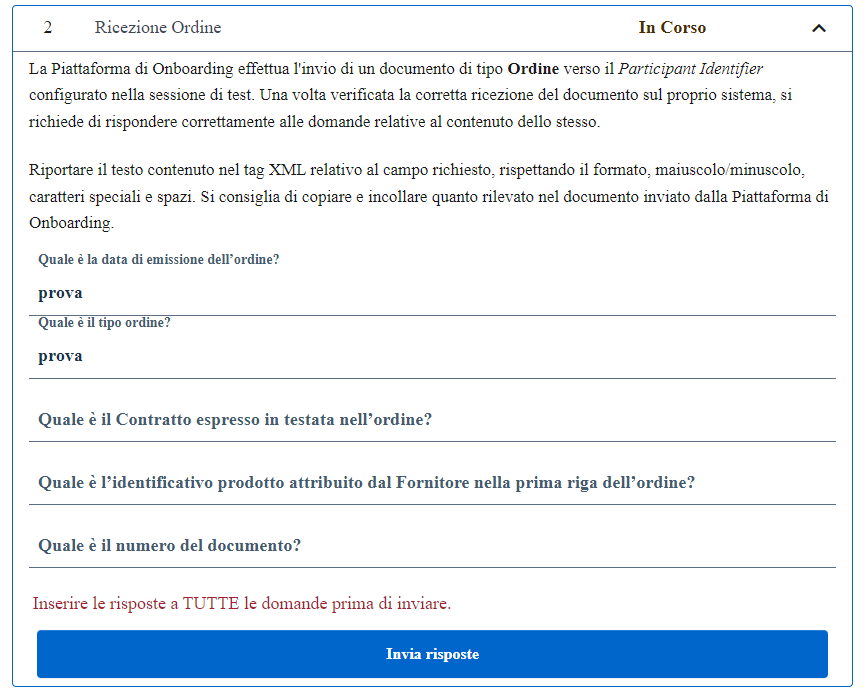 2 Ricezione Ordine In Corso
La Piattaforma di Onboarding effettua l'invio di un documento di tipo Ordine verso il Participant Identifier
configurato nella sessione di test. Una volta verificata la corretta ricezione del documento sul proprio sistema, si
richiede di rispondere correttamente alle domande relative al contenuto dello stesso.
Riportare il testo contenuto nel tag XML relativo al campo richiesto, rispettando il formato, maiuscolo/minuscolo,
caratteri speciali e spazi. Si consiglia di copiare e incollare quanto rilevato nel documento inviato dalla Piattaforma di
Onboarding.
Quale è la data di emissione dell’ordine?
prova
Quale è il tipo ordine?
prova
Quale è il Contratto espresso in testata nell’ordine?
Quale è l’identificativo prodotto attribuito dal Fornitore nella prima riga dell’ordine?
Quale è il numero del documento?
Inserire le risposte a TUTTE le domande prima di inviare.
Invia risposte